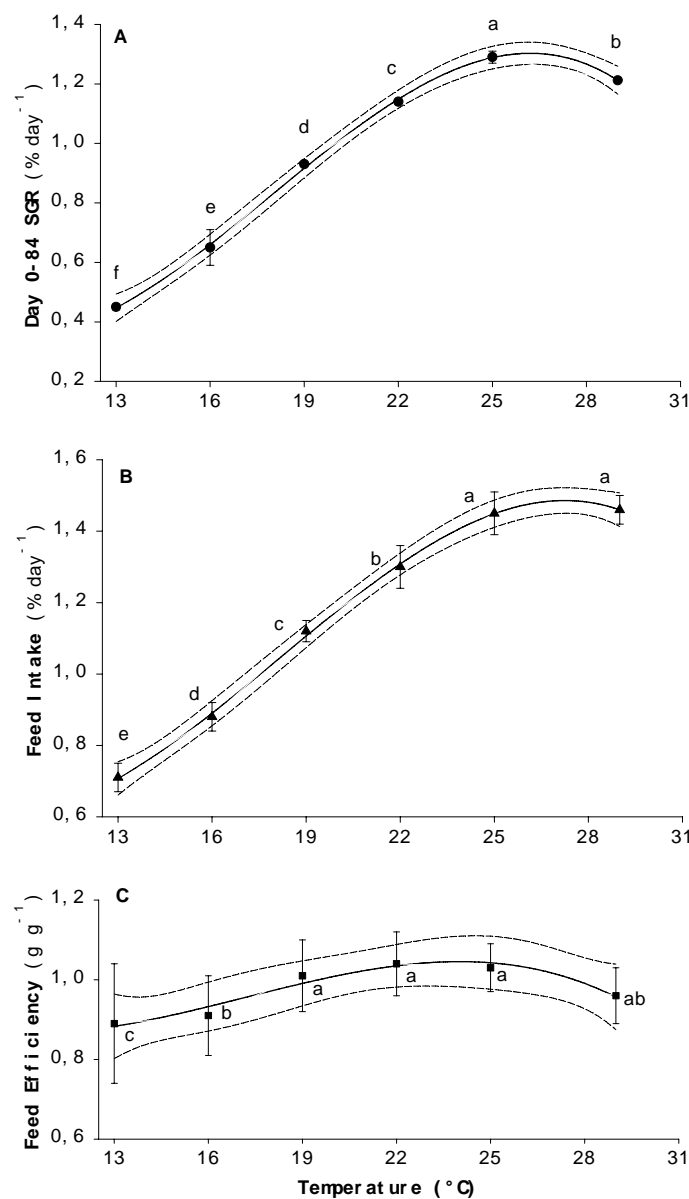 A
1,4
1,2
1,0
0,8
0,6
0,4
0,2
Day 0-84 SGR (% day⁻¹)
f
e
d
c
a
b
13 16 19 22 25 28 31
B
1,6
1,4
1,2
1,0
0,8
0,6
Feed Intake (% day⁻¹)
e
d
c
b
a
a
13 16 19 22 25 28 31
C
1,2
1,0
0,8
0,6
Feed Efficiency (g g⁻¹)
c
b
a
a
a
ab
13 16 19 22 25 28 31
Temperature (°C)